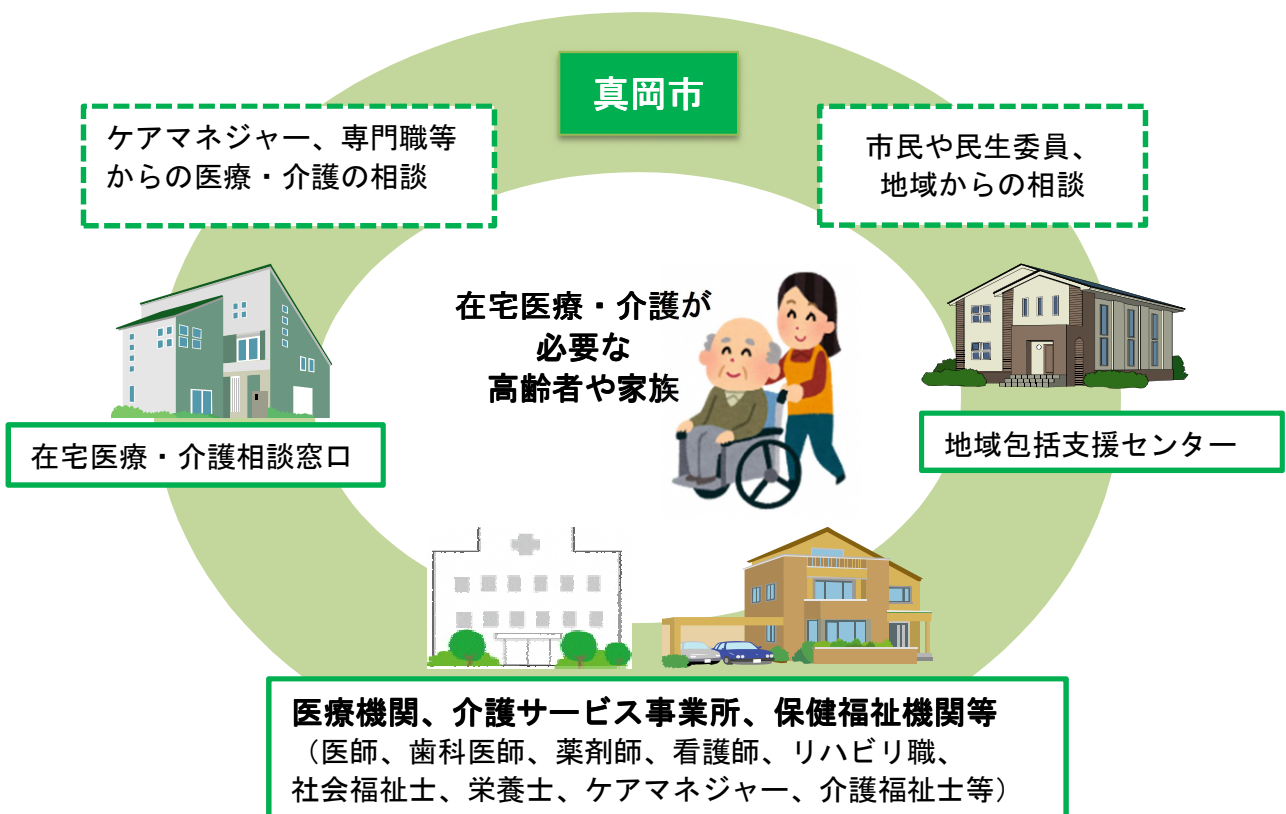 真岡市
ケアマネジャー、専門職等
からの医療・介護の相談
市民や民生委員、
地域からの相談
在宅医療・介護が
必要な
高齢者や家族
在宅医療・介護相談窓口
地域包括支援センター
医療機関、介護サービス事業所、保健福祉機関等
（医師、歯科医師、薬剤師、看護師、リハビリ職、
社会福祉士、栄養士、ケアマネジャー、介護福祉士等）